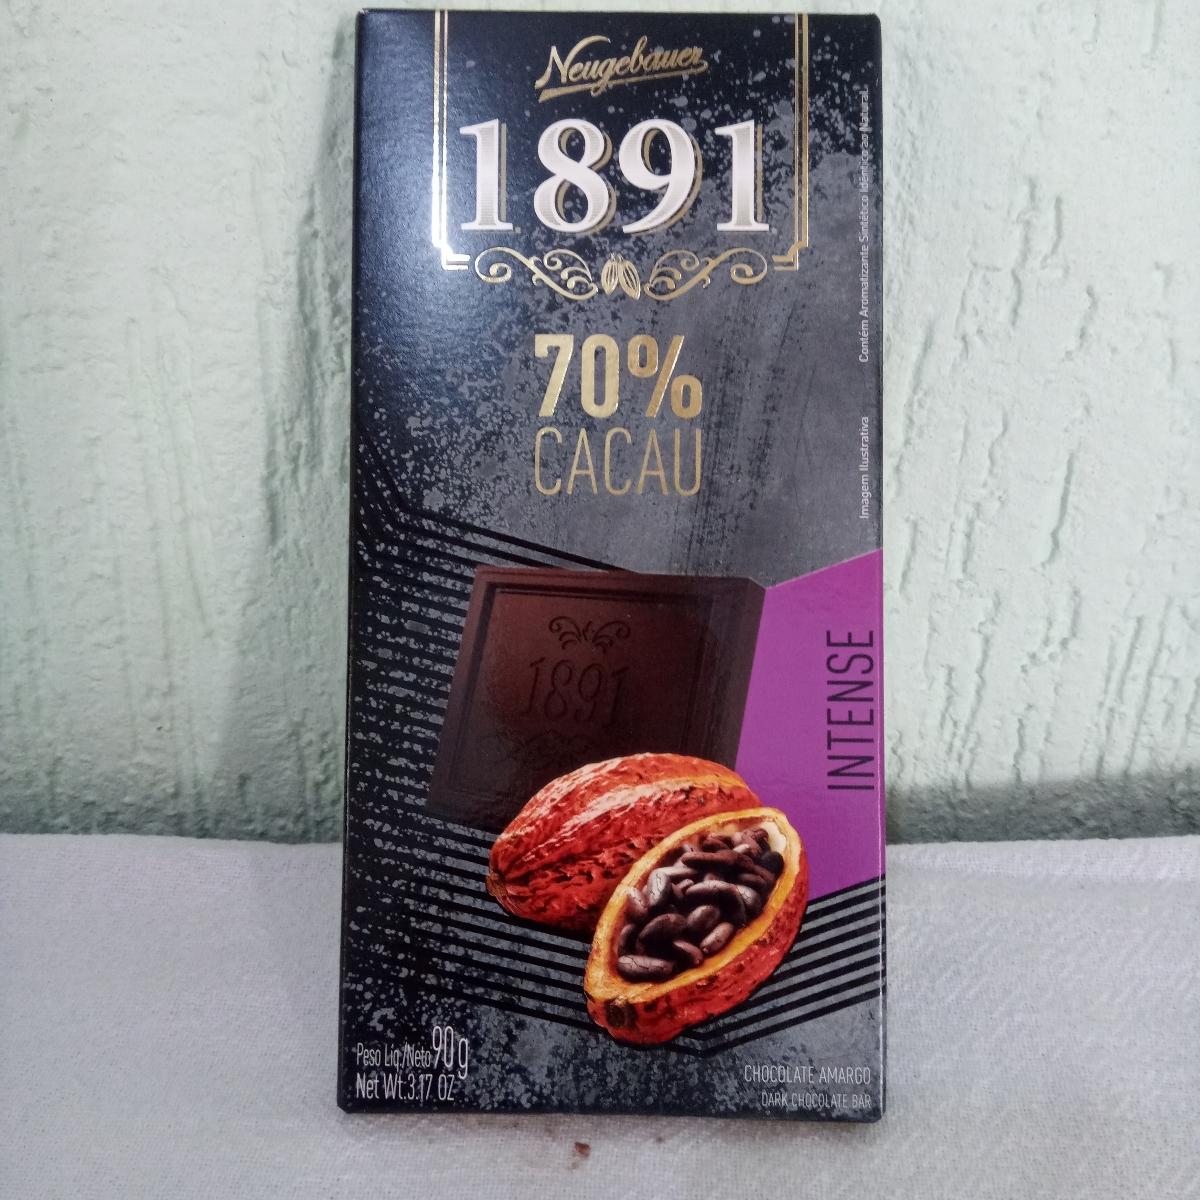 Neugebauer
1891
70%
CACAU
Contém Aromatizante Sintético Idêntico ao Natural.
Imagem Ilustrativa
1891
INTENSE
Peso Líq./Neto 90 g
Net Wt.3.17 OZ
CHOCOLATE AMARGO
DARK CHOCOLATE BAR